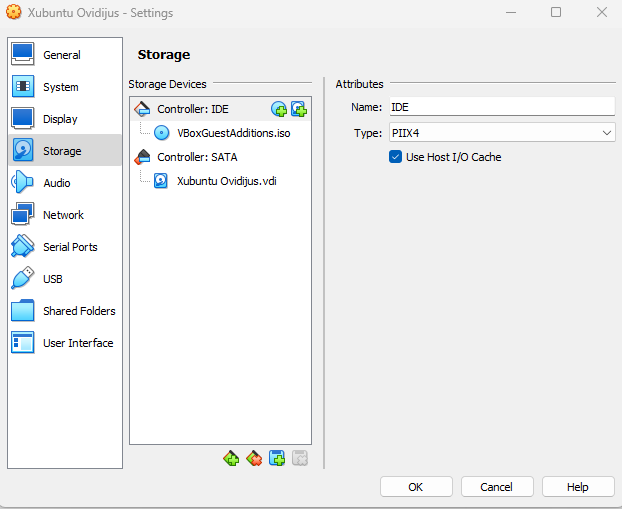 Xubuntu Ovidijus - Settings
General
System
Display
Storage
Audio
Network
Serial Ports
USB
Shared Folders
User Interface
Storage
Storage Devices
Controller: IDE
VBoxGuestAdditions.iso
Controller: SATA
Xubuntu Ovidijus.vdi
Attributes
Name: IDE
Type: PIIX4
Use Host I/O Cache
OK Cancel Help